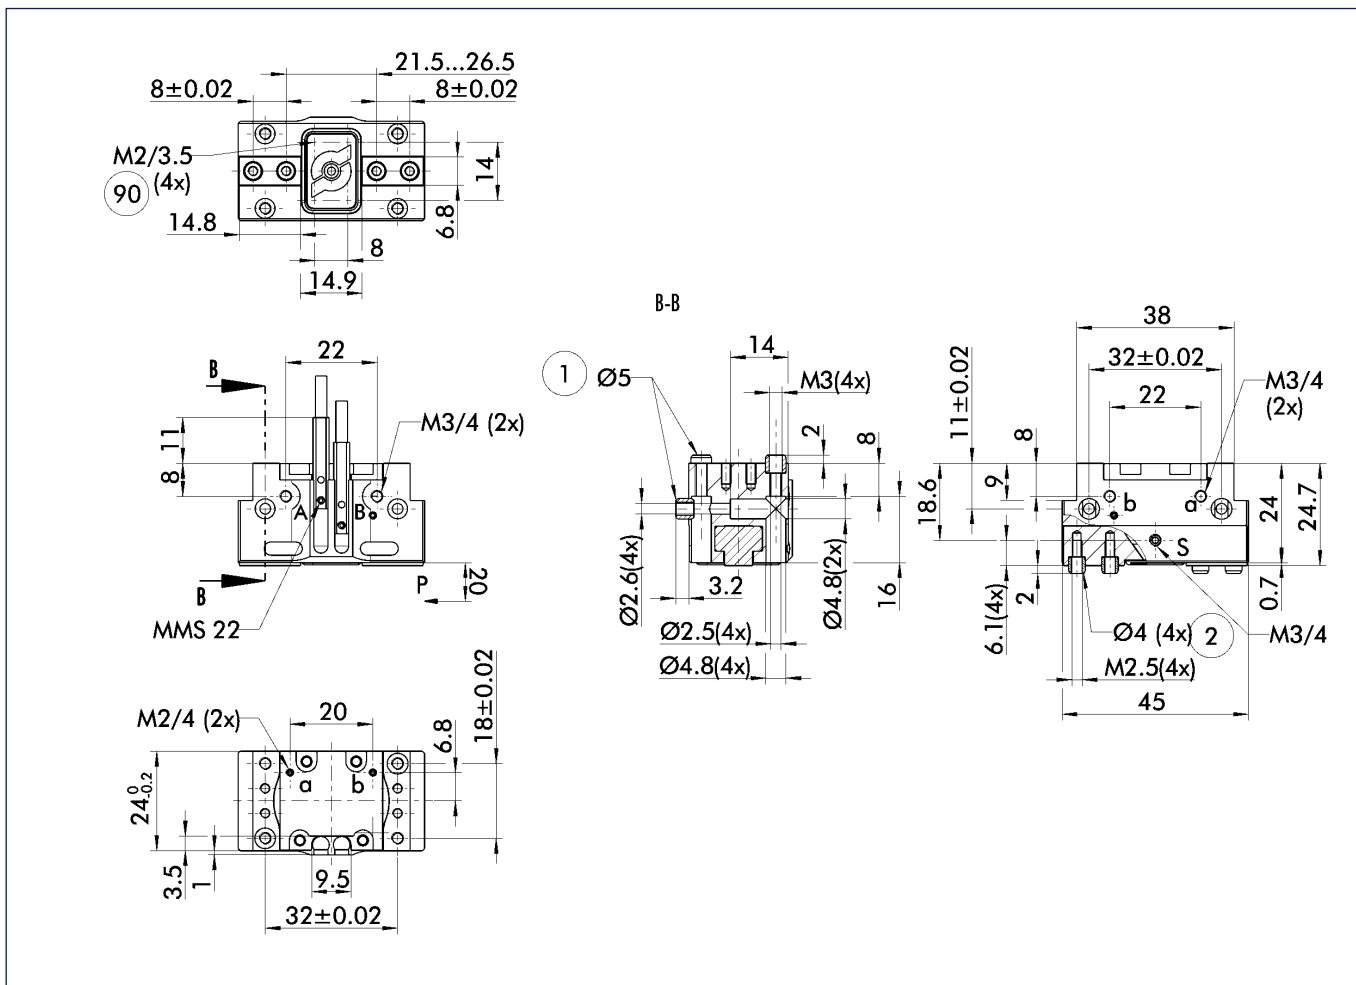 21.5...26.5
8±0.02
8±0.02
M2/3.5
(4x)
90
14
6.8
14.8
8
14.9
B-B
22
B
11
8
M3/4 (2x)
A
B
B
P
20
MMS 22
1
Ø5
14
M3(4x)
2
8
Ø2.6(4x)
3.2
Ø4.8(2x)
16
Ø2.5(4x)
Ø4.8(4x)
38
32±0.02
22
M3/4
(2x)
11±0.02
8
9
18.6
b
a
S
24
24.7
6.1(4x)
2
0.7
Ø4 (4x)
2
M3/4
M2.5(4x)
45
M2/4 (2x)
20
6.8
18±0.02
a
b
24 0 -0.2
3.5
1
9.5
32±0.02